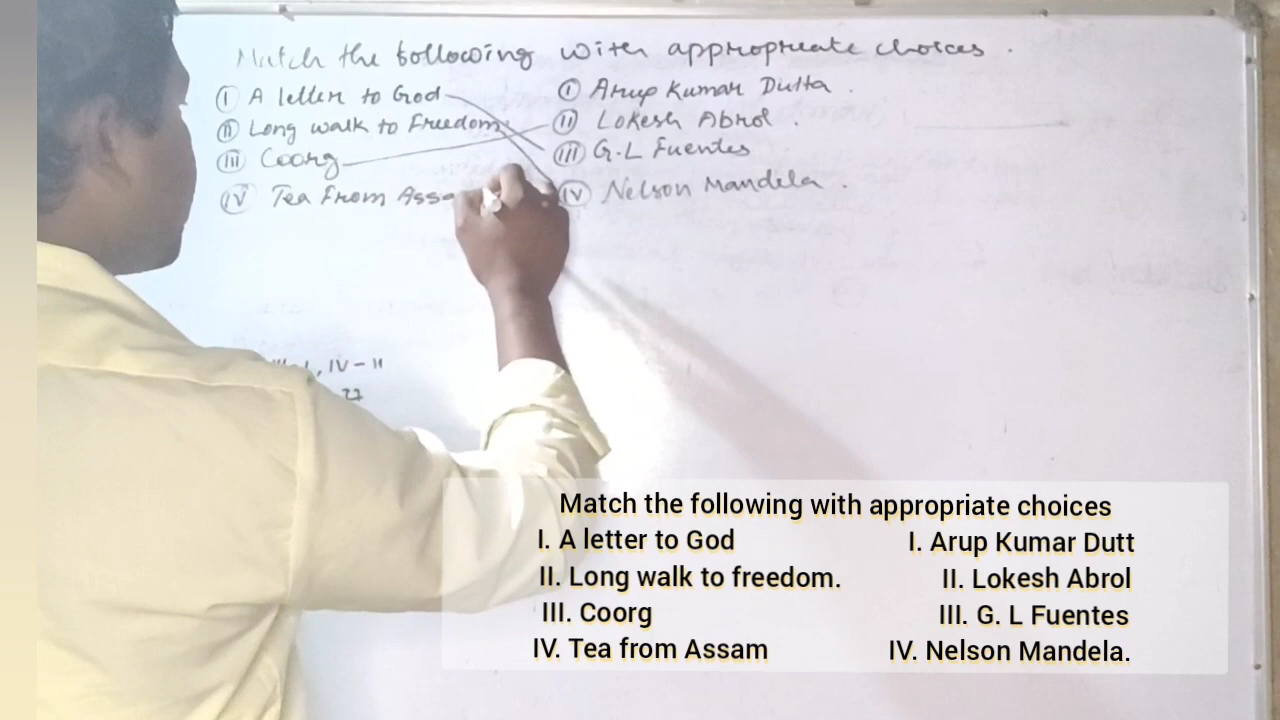 Match the following with appropriate choices.
I A letter to God I Arup Kumar Dutta.
II Long walk to Freedom. II Lokesh Abrol.
III Coorg III G.L Fuentes
IV Tea From Assa IV Nelson Mandela.
, IV - II
Match the following with appropriate choices
I. A letter to God I. Arup Kumar Dutt
II. Long walk to freedom. II. Lokesh Abrol
III. Coorg III. G. L Fuentes
IV. Tea from Assam IV. Nelson Mandela.